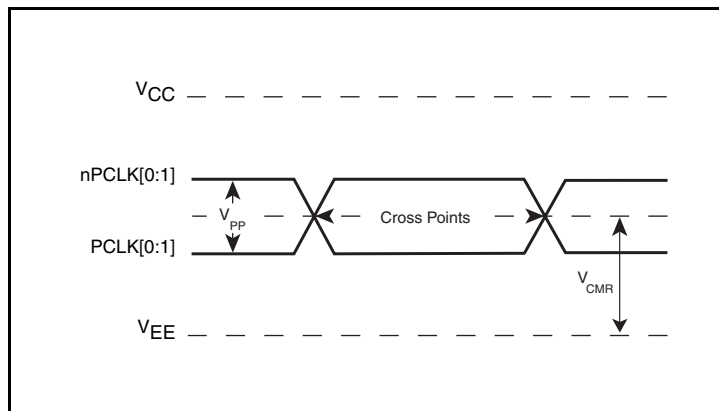 VCC
nPCLK[0:1]
VPP
Cross Points
PCLK[0:1]
VCMR
VEE